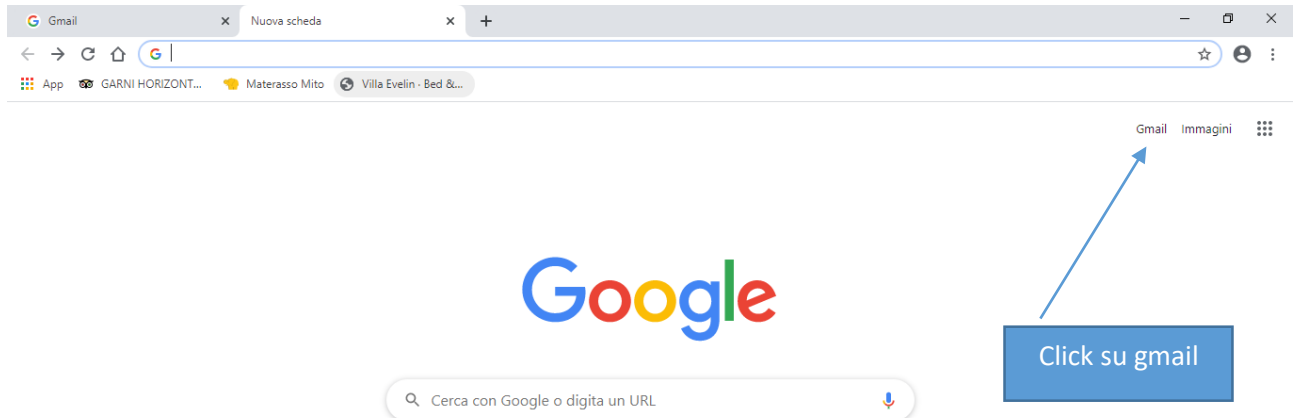 Gmail
Nuova scheda
App GARNI HORIZONT... Materasso Mito Villa Evelin - Bed &...
Gmail Immagini
Google
Click su gmail
Cerca con Google o digita un URL